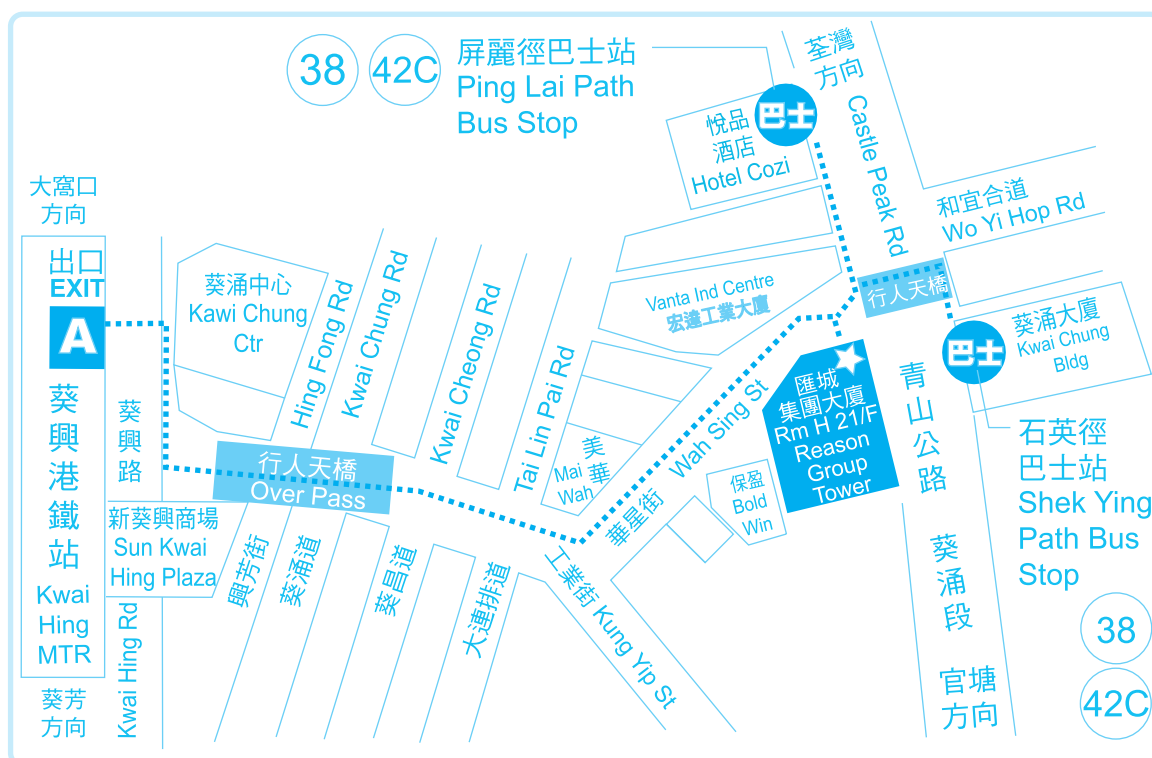 38
42C
屏麗徑巴士站
Ping Lai Path
Bus Stop
荃灣
方向
Castle Peak Rd
巴士
悅品
酒店
Hotel Cozi
和宜合道
Wo Yi Hop Rd
大窩口
方向
出口
EXIT
A
葵興港鐵站
Kwai
Hing
MTR
葵芳
方向
葵興路
Kwai Hing Rd
葵涌中心
Kawi Chung
Ctr
Hing Fong Rd
Kwai Chung Rd
Kwai Cheong Rd
Tai Lin Pai Rd
Vanta Ind Centre
宏達工業大廈
行人天橋
行人天橋
Over Pass
新葵興商場
Sun Kwai
Hing Plaza
興芳街
葵涌道
葵昌道
大連排道
美華
Mai
Wah
工業街 Kung Yip St
華星街
Wah Sing St
保盈
Bold
Win
匯城
集團大廈
Rm H 21/F
Reason
Group
Tower
青山公路
葵涌段
官塘
方向
巴士
葵涌大廈
Kwai Chung
Bldg
石英徑
巴士站
Shek Ying
Path Bus
Stop
38
42C